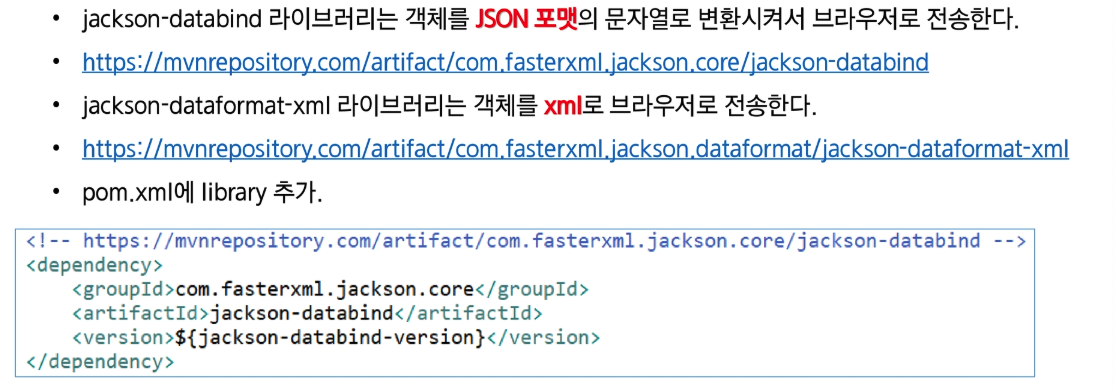 • jackson-databind 라이브러리는 객체를 JSON 포맷의 문자열로 변환시켜서 브라우저로 전송한다.
• https://mvnrepository.com/artifact/com.fasterxml.jackson.core/jackson-databind
• jackson-dataformat-xml 라이브러리는 객체를 xml로 브라우저로 전송한다.
• https://mvnrepository.com/artifact/com.fasterxml.jackson.dataformat/jackson-dataformat-xml
• pom.xml에 library 추가.
<!-- https://mvnrepository.com/artifact/com.fasterxml.jackson.core/jackson-databind -->
<dependency>
    <groupId>com.fasterxml.jackson.core</groupId>
    <artifactId>jackson-databind</artifactId>
    <version>${jackson-databind-version}</version>
</dependency>